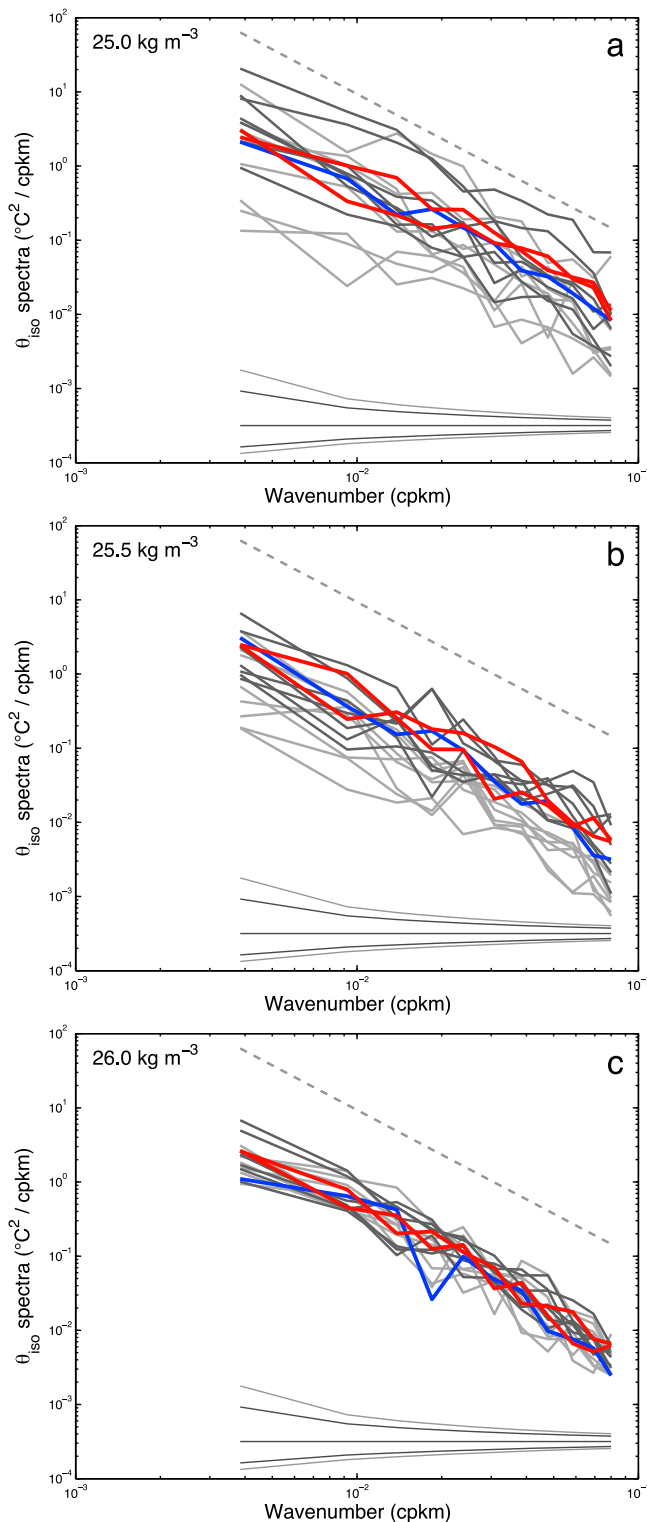 25.0 kg m⁻³
a
10²
10¹
10⁰
10⁻¹
10⁻²
10⁻³
10⁻⁴
θiso spectra (°C² / cpkm)
10⁻³
10⁻²
10⁻¹
Wavenumber (cpkm)
25.5 kg m⁻³
b
10²
10¹
10⁰
10⁻¹
10⁻²
10⁻³
10⁻⁴
θiso spectra (°C² / cpkm)
10⁻³
10⁻²
10⁻¹
Wavenumber (cpkm)
26.0 kg m⁻³
c
10²
10¹
10⁰
10⁻¹
10⁻²
10⁻³
10⁻⁴
θiso spectra (°C² / cpkm)
10⁻³
10⁻²
10⁻¹
Wavenumber (cpkm)